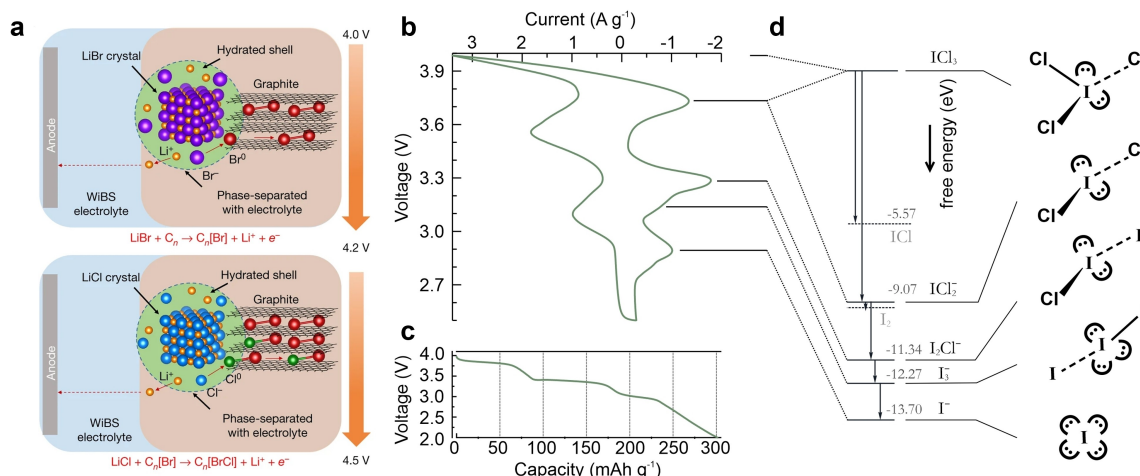 a
LiBr crystal
Hydrated shell
Graphite
4.0 V
Anode
Li⁺
Br⁰
Br⁻
WiBS
electrolyte
Phase-separated
with electrolyte
LiBr + Cₙ → Cₙ[Br] + Li⁺ + e⁻
4.2 V
LiCl crystal
Hydrated shell
Graphite
Anode
Li⁺
Cl⁰
Cl⁻
WiBS
electrolyte
Phase-separated
with electrolyte
LiCl + Cₙ[Br] → Cₙ[BrCl] + Li⁺ + e⁻
4.5 V
b
Current (A g⁻¹)
3 2 1 0 -1 -2
Voltage (V)
3.9
3.6
3.3
3.0
2.7
c
Voltage (V)
4.0
3.5
3.0
2.5
2.0
0 50 100 150 200 250 300
Capacity (mAh g⁻¹)
d
ICl₃
free energy (eV)
-5.57
ICl
-9.07
ICl₂⁻
I₂
-11.34
I₂Cl⁻
-12.27
I₃⁻
-13.70
I⁻
Cl
I
Cl
I
Cl
I
Cl
I
I
I